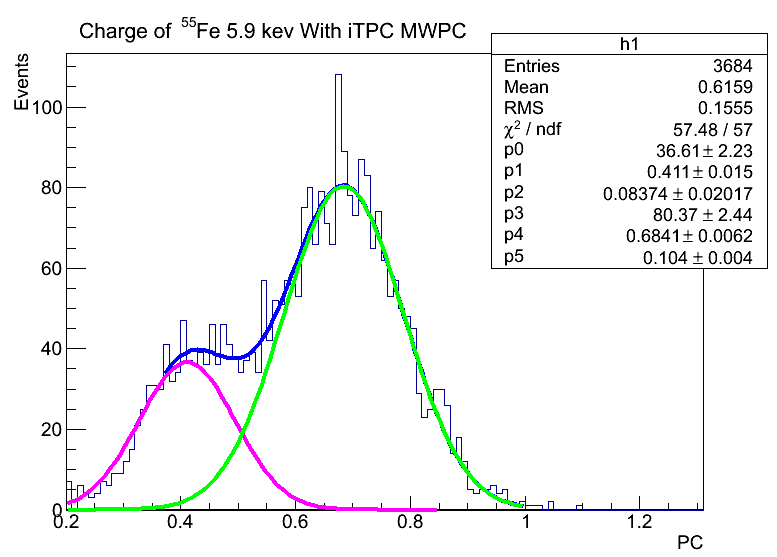 Charge of ⁵⁵Fe 5.9 kev With iTPC MWPC
h1
Entries 3684
Mean 0.6159
RMS 0.1555
χ² / ndf 57.48 / 57
p0 36.61 ± 2.23
p1 0.411 ± 0.015
p2 0.08374 ± 0.02017
p3 80.37 ± 2.44
p4 0.6841 ± 0.0062
p5 0.104 ± 0.004
Events
100
80
60
40
20
0
0.2 0.4 0.6 0.8 1 1.2
PC